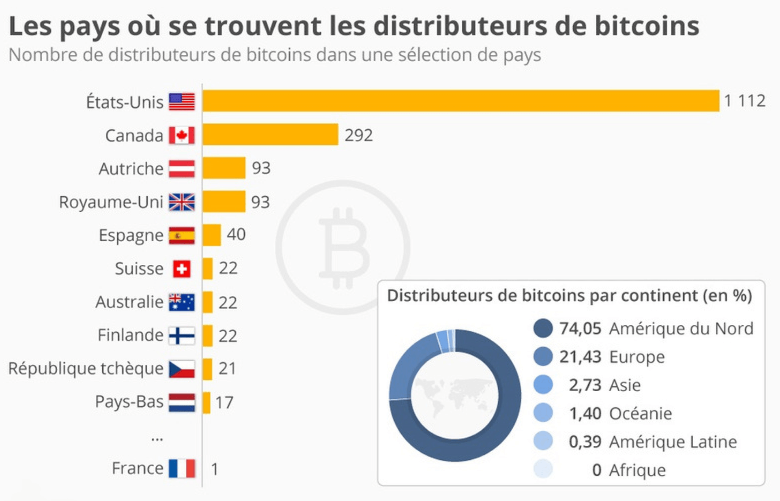 Les pays où se trouvent les distributeurs de bitcoins
Nombre de distributeurs de bitcoins dans une sélection de pays
États-Unis 1 112
Canada 292
Autriche 93
Royaume-Uni 93
Espagne 40
Suisse 22
Australie 22
Finlande 22
République tchèque 21
Pays-Bas 17
...
France 1
Distributeurs de bitcoins par continent (en %)
74,05 Amérique du Nord
21,43 Europe
2,73 Asie
1,40 Océanie
0,39 Amérique Latine
0 Afrique